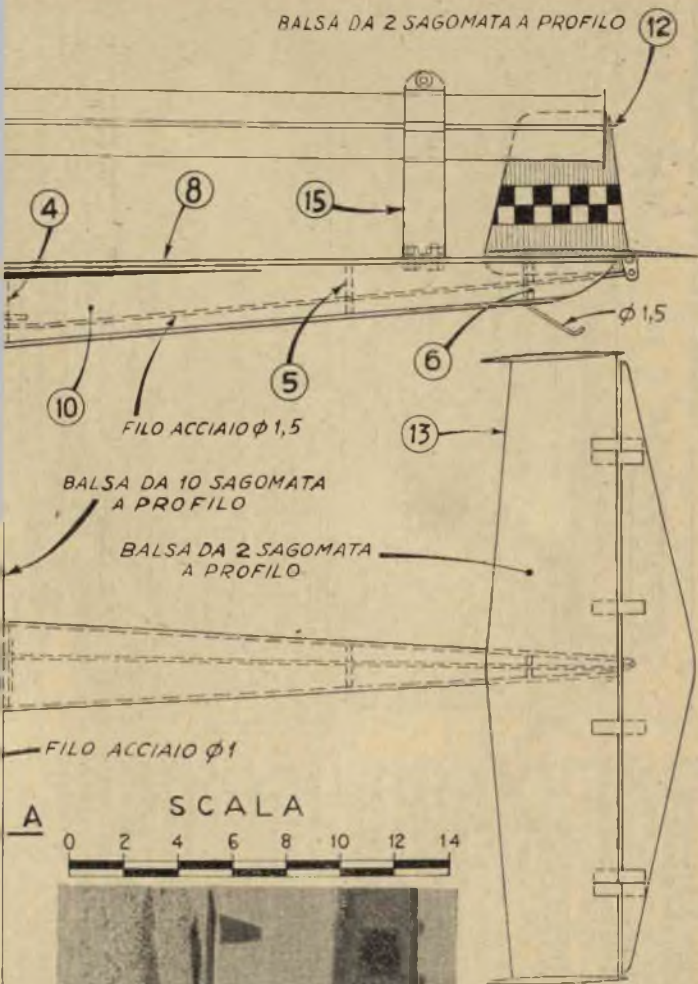 BALSA DA 2 SAGOMATA A PROFILO
12
8
4
15
ϕ 1,5
6
5
10
FILO ACCIAIO ϕ 1,5
13
BALSA DA 10 SAGOMATA
A PROFILO
BALSA DA 2 SAGOMATA
A PROFILO
FILO ACCIAIO ϕ 1
A
SCALA
0 2 4 6 8 10 12 14